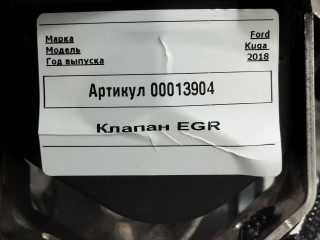 Марка Ford
Модель Kuga
Год выпуска 2018
Артикул 00013904
Клапан EGR